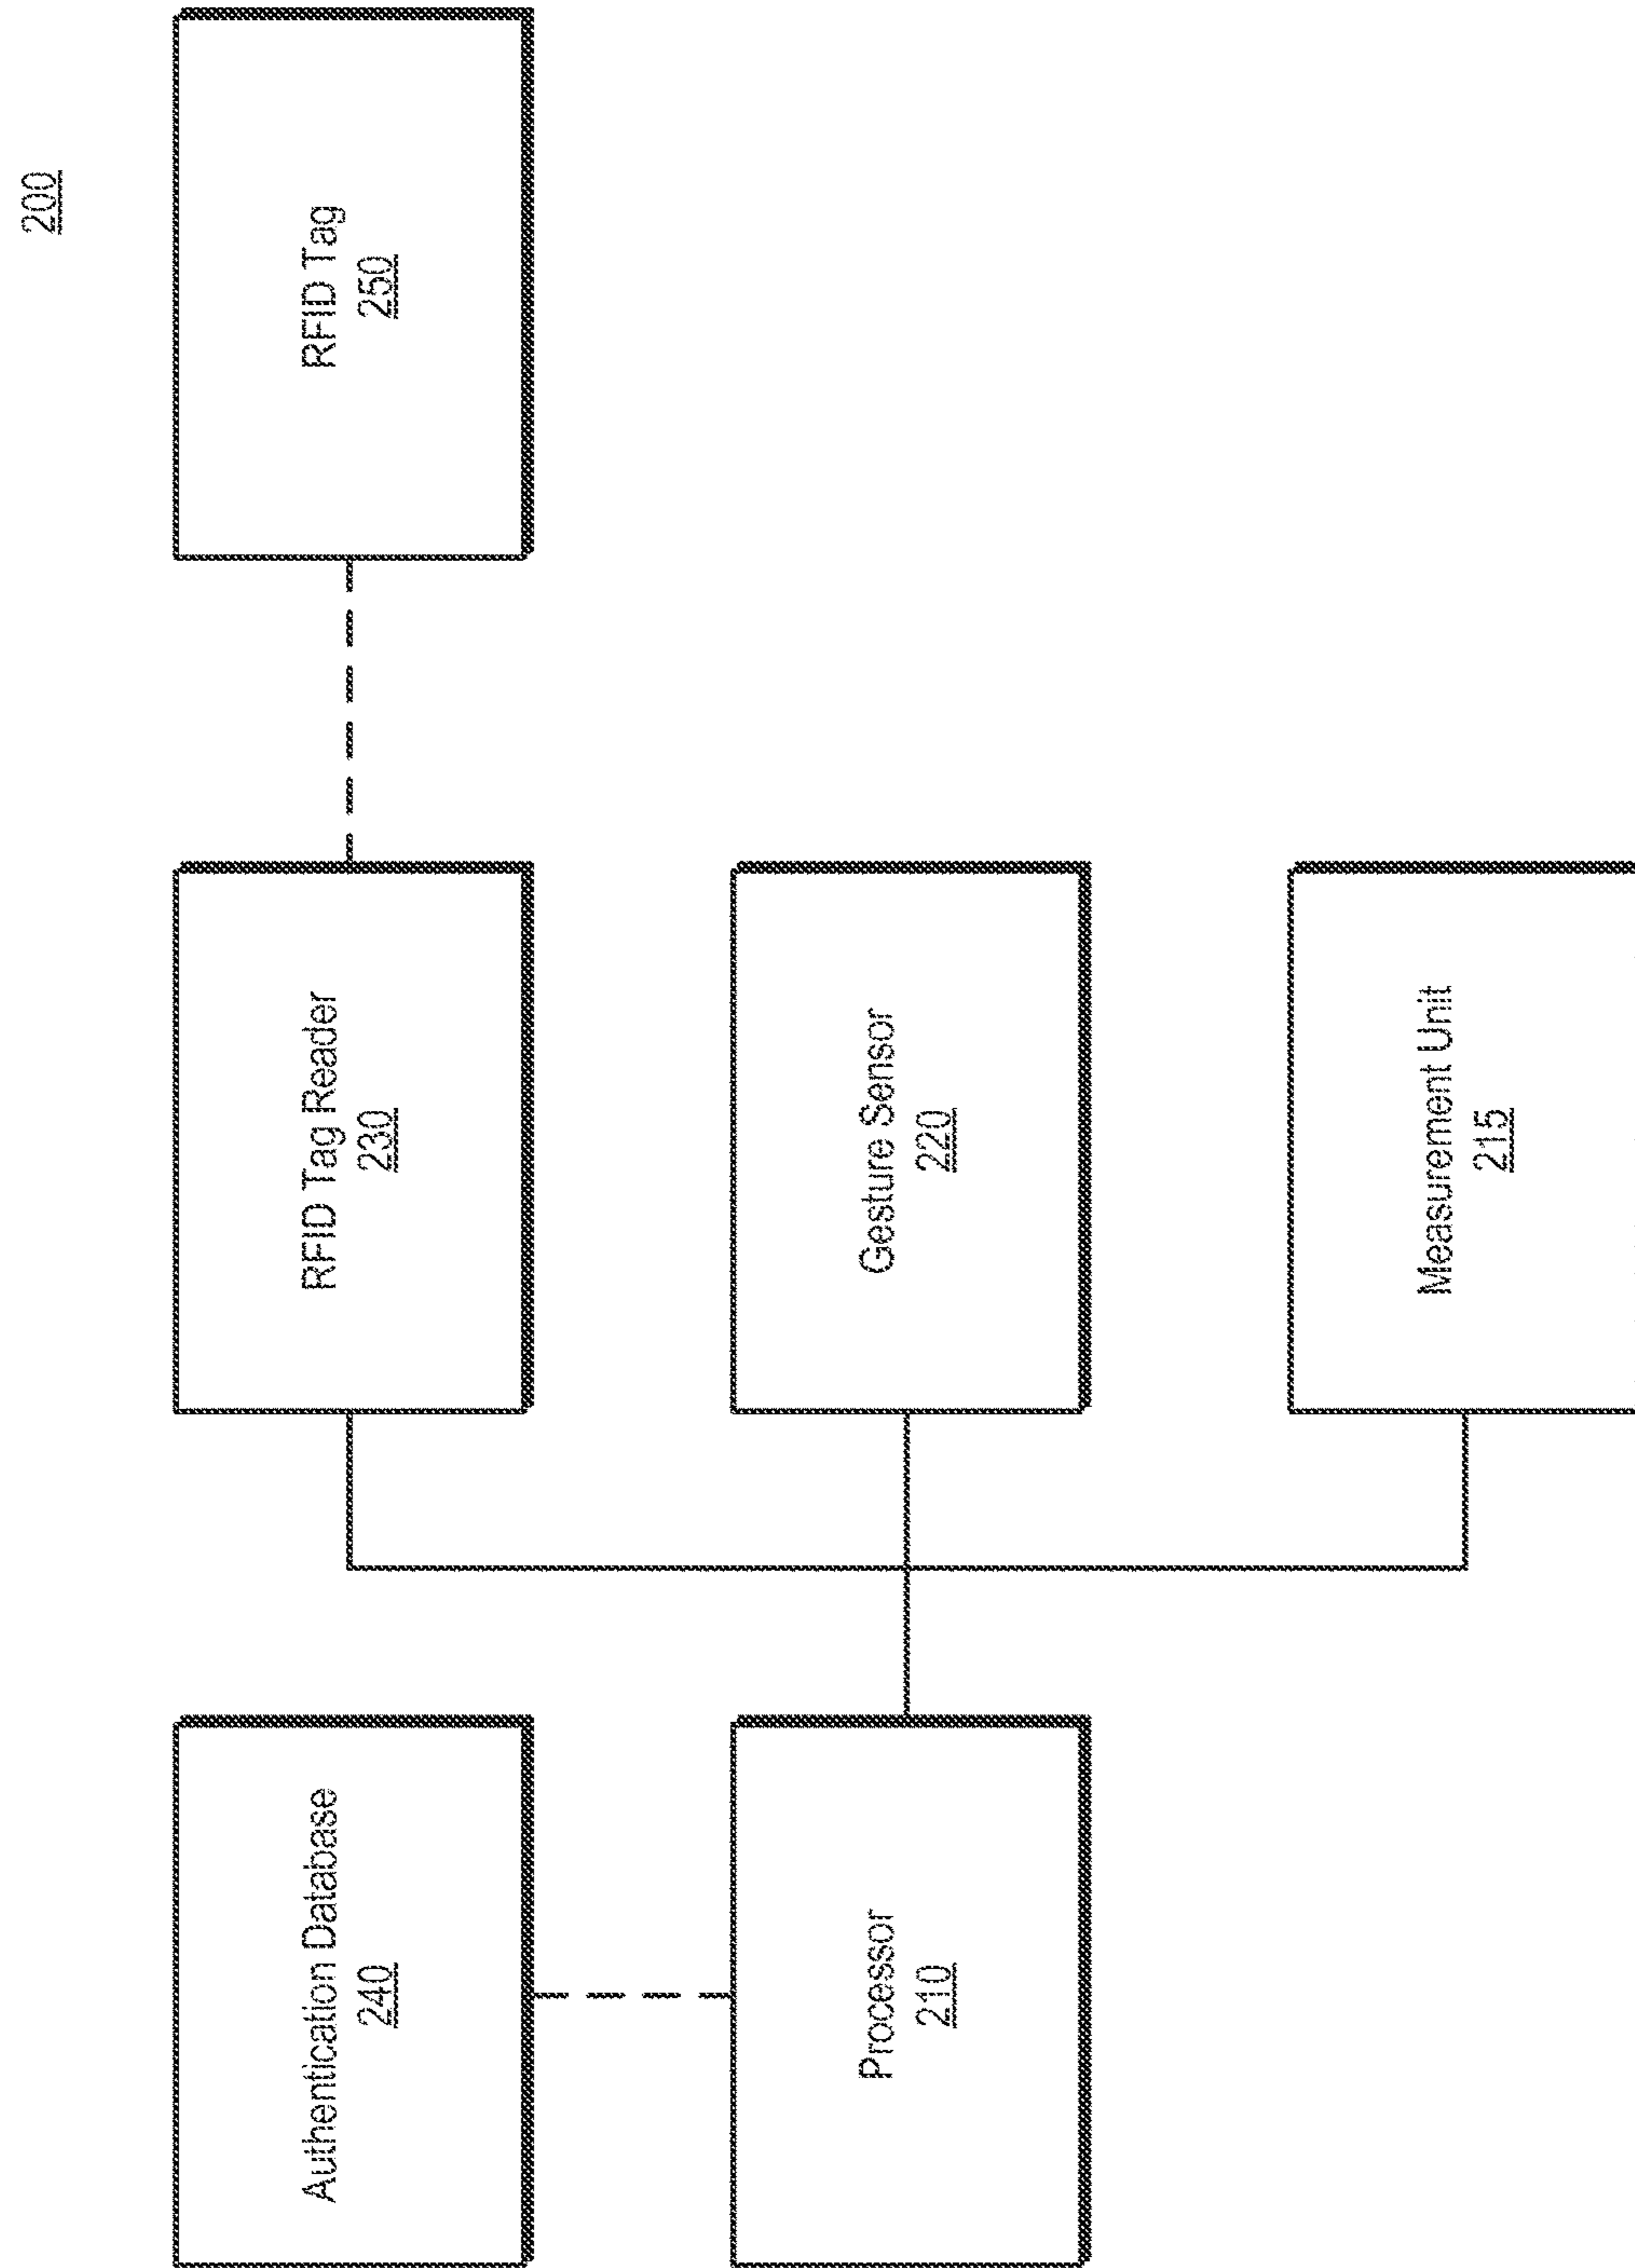 200
Authentication Database
240
RFID Tag Reader
230
RFID Tag
250
Processor
210
Gesture Sensor
220
Measurement Unit
215